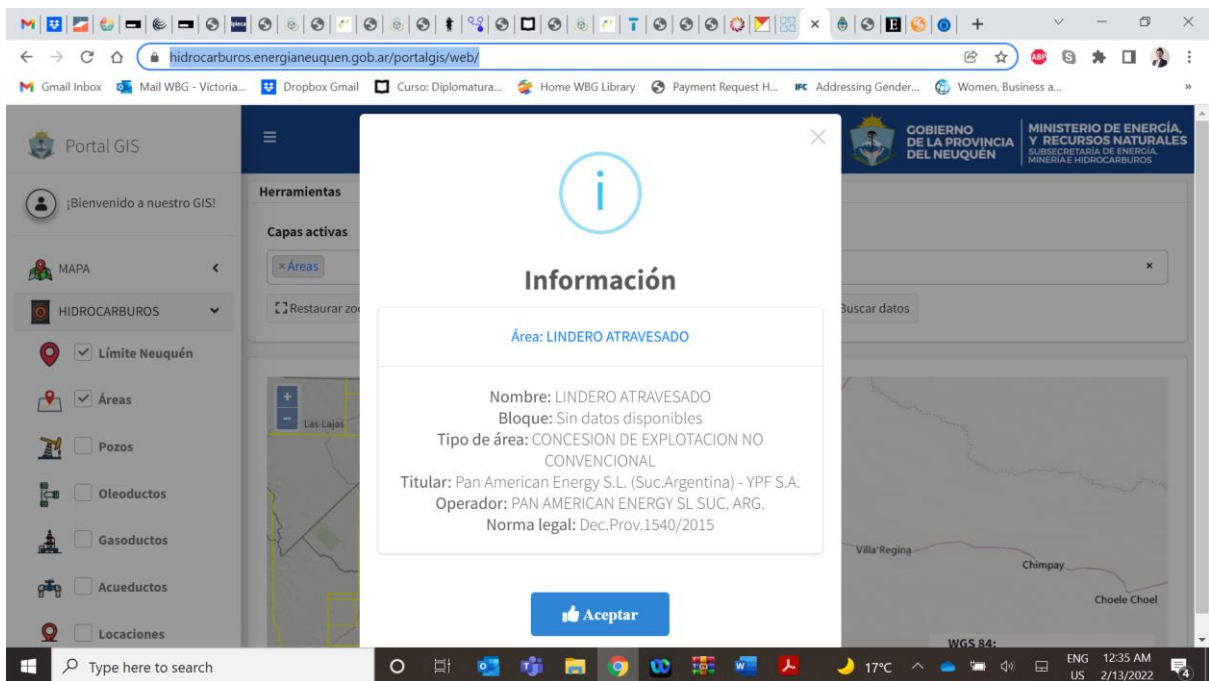 hidrocarburos.energianeuquen.gob.ar/portalgis/web/
Gmail Inbox
Mail WBG - Victoria...
Dropbox Gmail
Curso: Diplomatura...
Home WBG Library
Payment Request H...
IFC Addressing Gender...
Women, Business a...
Portal GIS
GOBIERNO
DE LA PROVINCIA
DEL NEUQUÉN
MINISTERIO DE ENERGÍA,
Y RECURSOS NATURALES
SUBSECRETARÍA DE ENERGÍA,
MINERÍA E HIDROCARBUROS
¡Bienvenido a nuestro GIS!
MAPA
HIDROCARBUROS
Límite Neuquén
Áreas
Pozos
Oleoductos
Gasoductos
Acueductos
Locaciones
Herramientas
Capas activas
×Áreas
×
Restaurar zo
Buscar datos
Las Lajas
Información
Área: LINDERO ATRAVESADO
Nombre: LINDERO ATRAVESADO
Bloque: Sin datos disponibles
Tipo de área: CONCESION DE EXPLOTACION NO
CONVENCIONAL
Titular: Pan American Energy S.L. (Suc.Argentina) - YPF S.A.
Operador: PAN AMERICAN ENERGY SL SUC. ARG.
Norma legal: Dec.Prov.1540/2015
Aceptar
Villa Regina
Chimpay
Choele Choel
WGS 84:
Type here to search
17°C
ENG
US
12:35 AM
2/13/2022
4